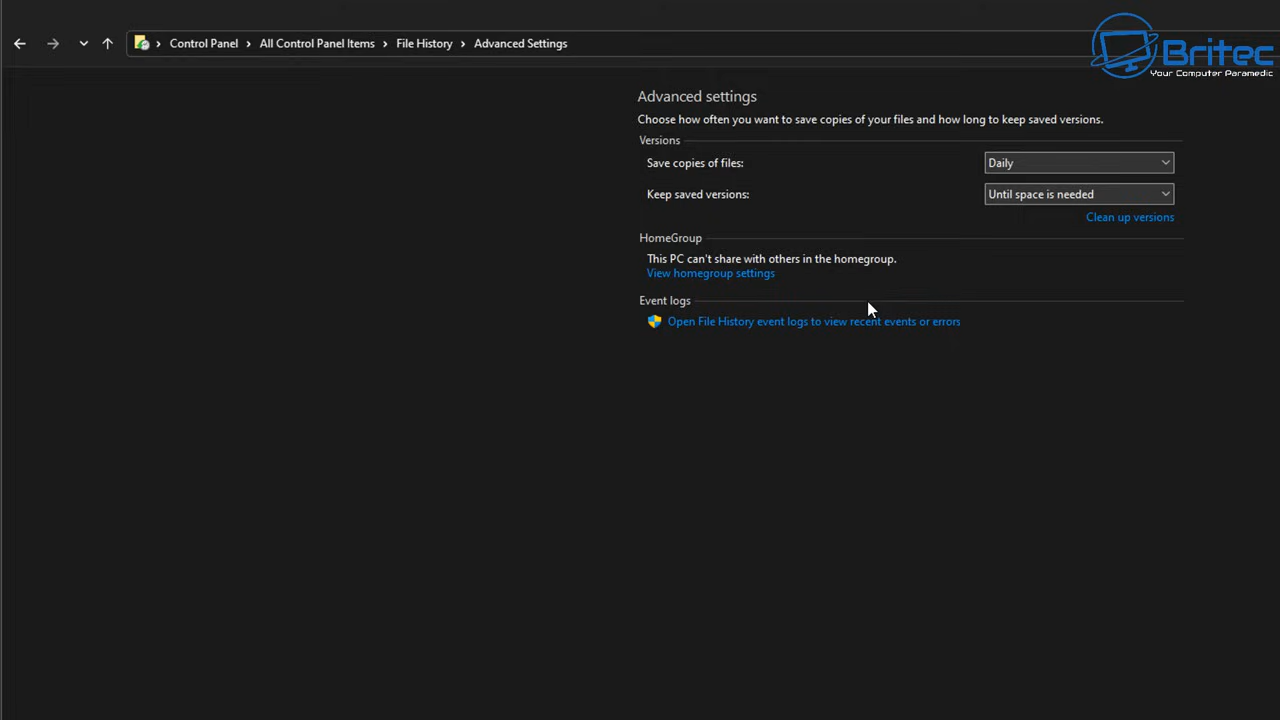 Control Panel > All Control Panel Items > File History > Advanced Settings
Britec
Your Computer Paramedic
Advanced settings
Choose how often you want to save copies of your files and how long to keep saved versions.
Versions
Save copies of files: Daily
Keep saved versions: Until space is needed
Clean up versions
HomeGroup
This PC can't share with others in the homegroup.
View homegroup settings
Event logs
Open File History event logs to view recent events or errors